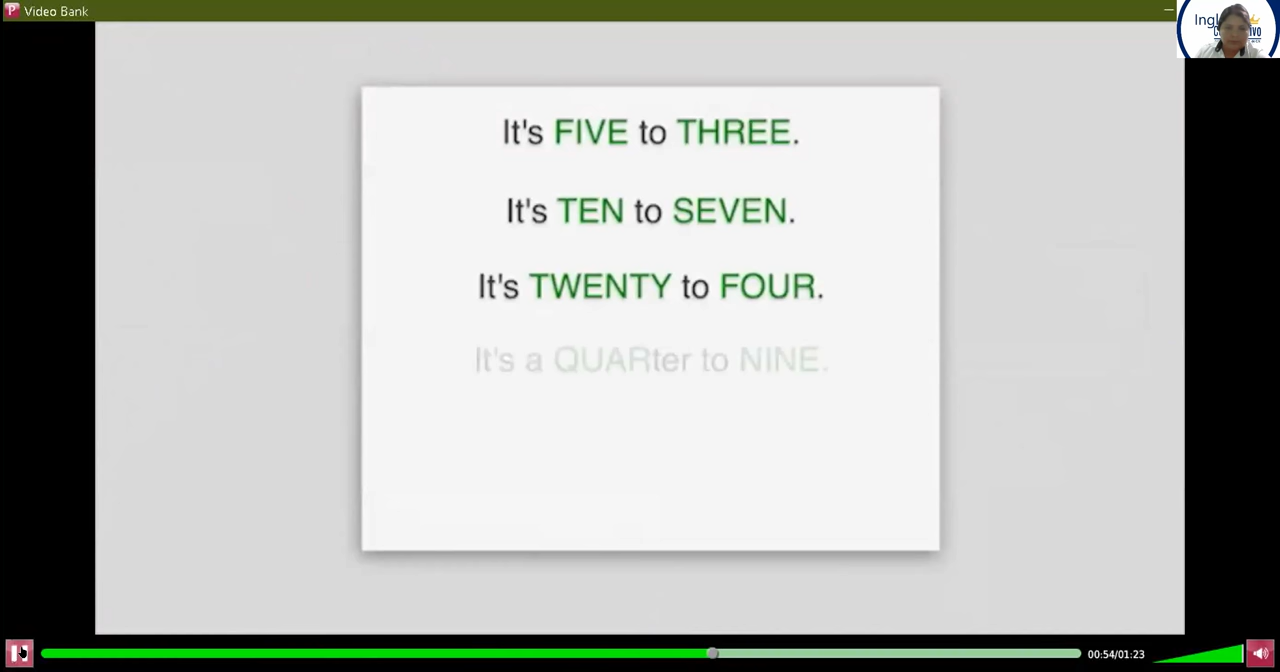 Video Bank
It's FIVE to THREE.
It's TEN to SEVEN.
It's TWENTY to FOUR.
It's a QUARter to NINE.
00:54/01:23